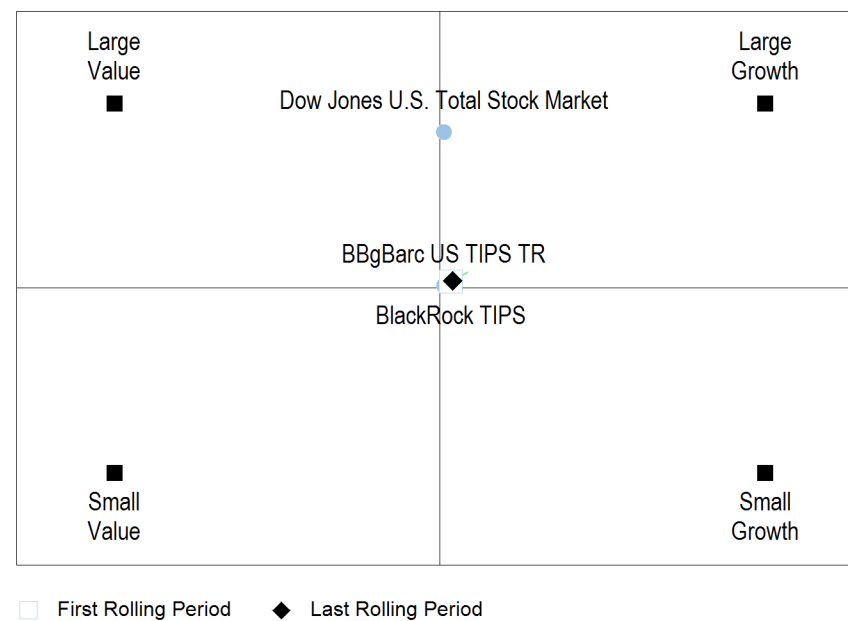 Large
Value
Large
Growth
Dow Jones U.S. Total Stock Market
BBgBarc US TIPS TR
BlackRock TIPS
Small
Value
Small
Growth
First Rolling Period
Last Rolling Period